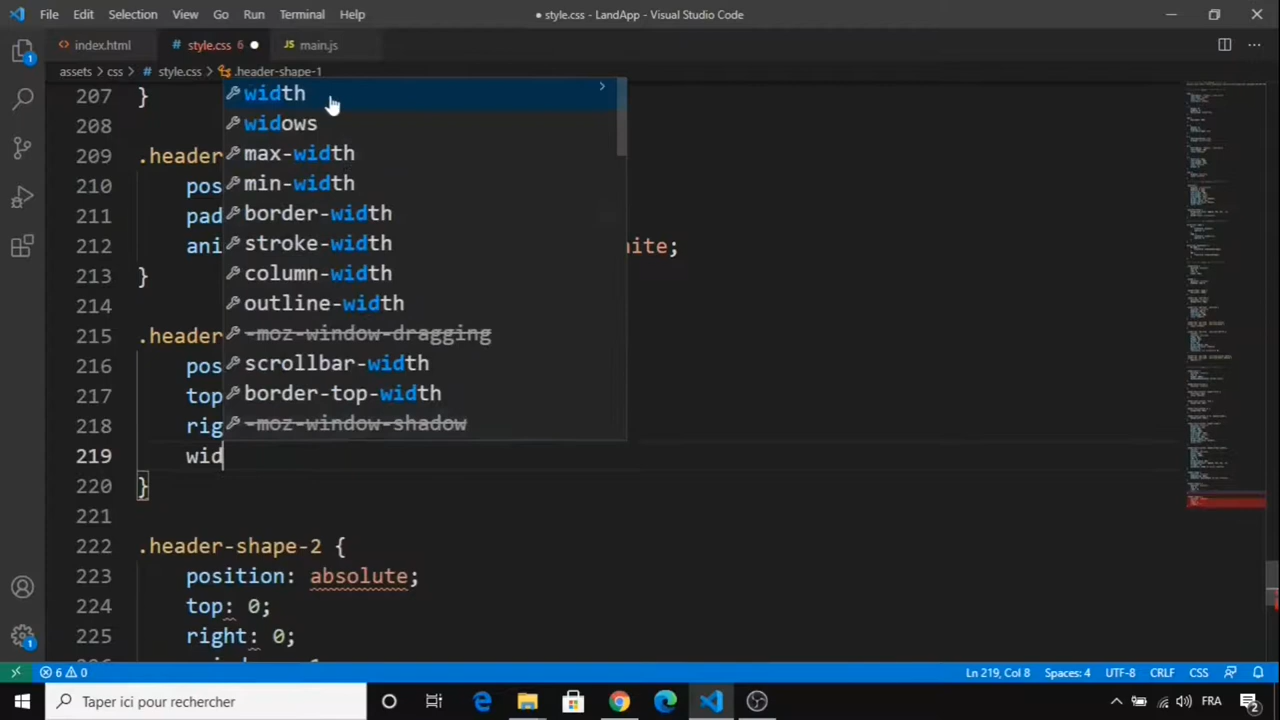 File Edit Selection View Go Run Terminal Help
● style.css - LandApp - Visual Studio Code
index.html
style.css 6
JS main.js
assets > css > # style.css > .header-shape-1
207 }
width
208
widows
209 .header
max-width
210 pos
min-width
211 pad
border-width
212 ani
stroke-width
nite;
213 }
column-width
214
outline-width
215 .header
-moz-window-dragging
216 pos
scrollbar-width
217 top
border-top-width
218 rig
-moz-window-shadow
219 wid
220 }
221
222 .header-shape-2 {
223 position: absolute;
224 top: 0;
225 right: 0;
6 0
Ln 219, Col 8 Spaces: 4 UTF-8 CRLF CSS
Taper ici pour rechercher
FRA
2